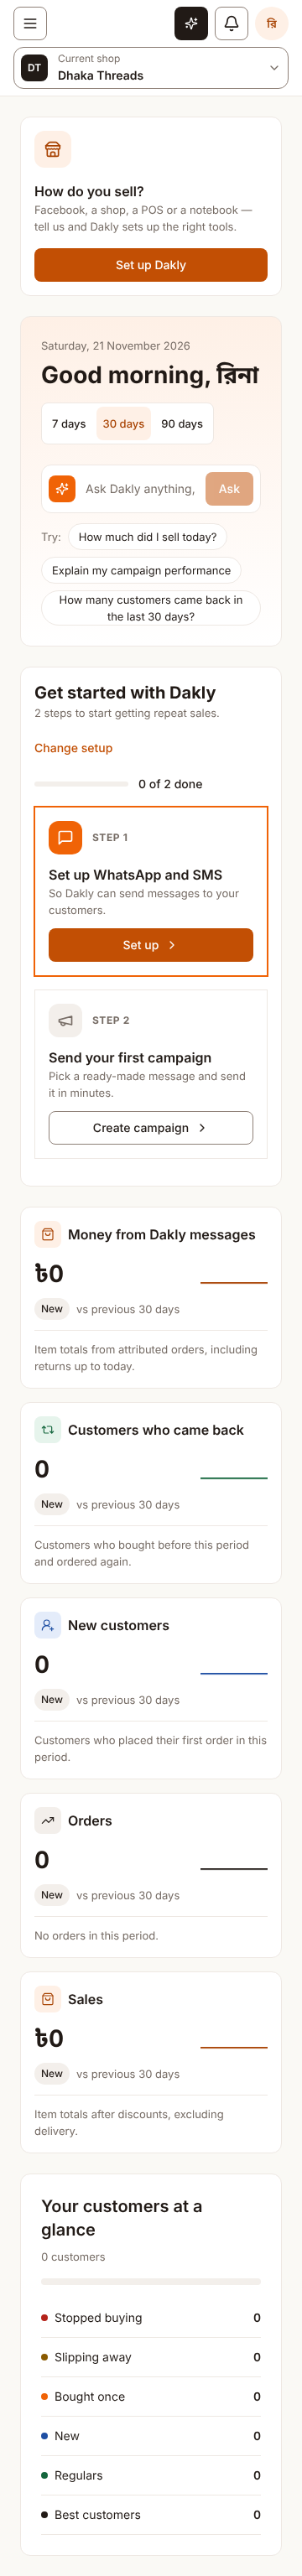 রি
DT
Current shop
Dhaka Threads
How do you sell?
Facebook, a shop, a POS or a notebook —
tell us and Dakly sets up the right tools.
Set up Dakly
Saturday, 21 November 2026
Good morning, রিনা
7 days
30 days
90 days
Ask Dakly anything,
Ask
Try:
How much did I sell today?
Explain my campaign performance
How many customers came back in
the last 30 days?
Get started with Dakly
2 steps to start getting repeat sales.
Change setup
0 of 2 done
STEP 1
Set up WhatsApp and SMS
So Dakly can send messages to your
customers.
Set up
STEP 2
Send your first campaign
Pick a ready-made message and send
it in minutes.
Create campaign
Money from Dakly messages
৳0
New
vs previous 30 days
Item totals from attributed orders, including
returns up to today.
Customers who came back
0
New
vs previous 30 days
Customers who bought before this period
and ordered again.
New customers
0
New
vs previous 30 days
Customers who placed their first order in this
period.
Orders
0
New
vs previous 30 days
No orders in this period.
Sales
৳0
New
vs previous 30 days
Item totals after discounts, excluding
delivery.
Your customers at a
glance
0 customers
Stopped buying 0
Slipping away 0
Bought once 0
New 0
Regulars 0
Best customers 0